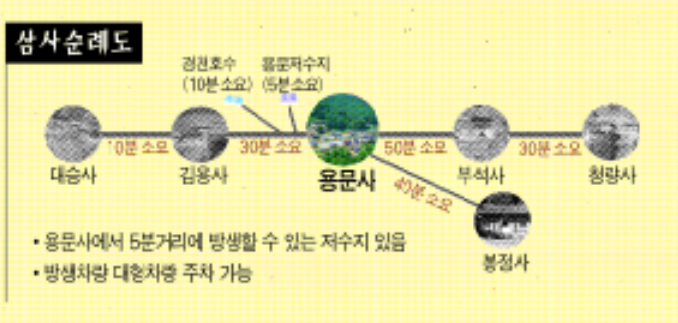 삼사순례도
경천호수 용문저수지
(10분 소요) (5분 소요)
10분 소요 30분 소요 50분 소요 30분 소요
대승사 김용사 용문사 부석사 청량사
40분 소요
봉정사
• 용문사에서 5분거리에 방생할 수 있는 저수지 있음
• 방생차량 대형차량 주차 가능